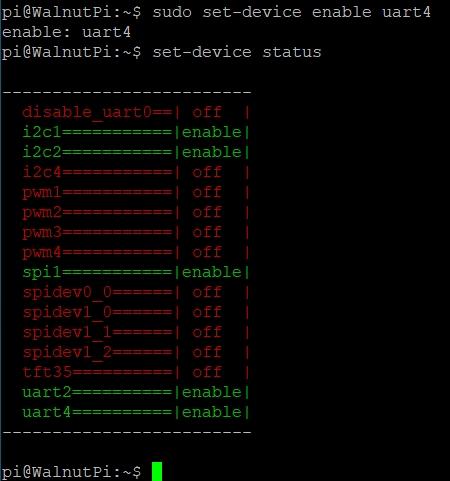 pi@WalnutPi:~$ sudo set-device enable uart4
enable: uart4
pi@WalnutPi:~$ set-device status
-------------------------
disable_uart0==| off |
i2c1===========|enable|
i2c2===========|enable|
i2c4===========| off |
pwm1===========| off |
pwm2===========| off |
pwm3===========| off |
pwm4===========| off |
spi1===========|enable|
spidev0_0======| off |
spidev1_0======| off |
spidev1_1======| off |
spidev1_2======| off |
tft35==========| off |
uart2==========|enable|
uart4==========|enable|
-------------------------
pi@WalnutPi:~$